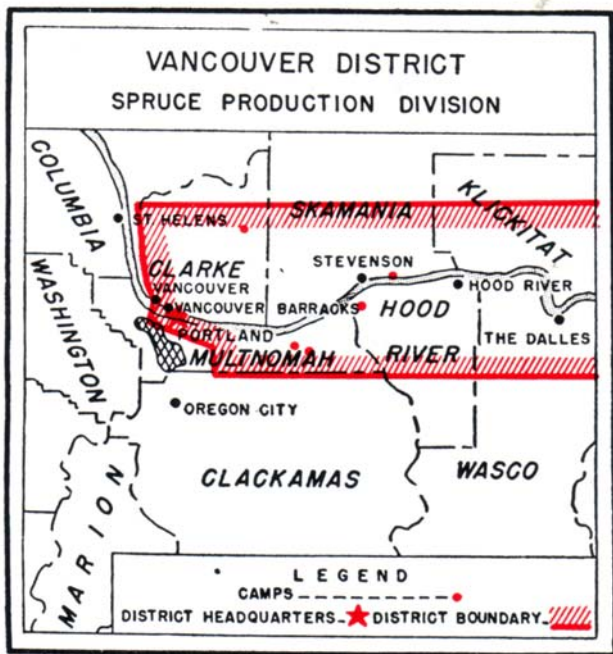 VANCOUVER DISTRICT
SPRUCE PRODUCTION DIVISION
COLUMBIA
ST HELENS
SKAMANIA
KLICKITAT
CLARKE
STEVENSON
VANCOUVER
HOOD RIVER
VANCOUVER BARRACKS
HOOD
PORTLAND
THE DALLES
WASHINGTON
MULTNOMAH
RIVER
OREGON CITY
CLACKAMAS
WASCO
MARION
LEGEND
CAMPS
DISTRICT HEADQUARTERS DISTRICT BOUNDARY